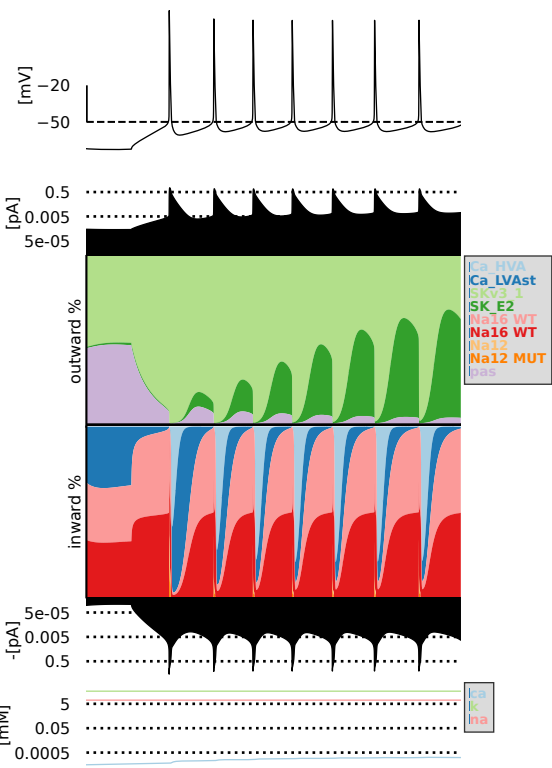 [mV]
−20
−50
[pA]
0.5
0.005
5e-05
outward %
Ca_HVA
Ca_LVAst
SKv3_1
SK_E2
Na16 WT
Na16 WT
Na12
Na12 MUT
pas
inward %
-[pA]
5e-05
0.005
0.5
[mM]
5
0.05
0.0005
ca
k
na